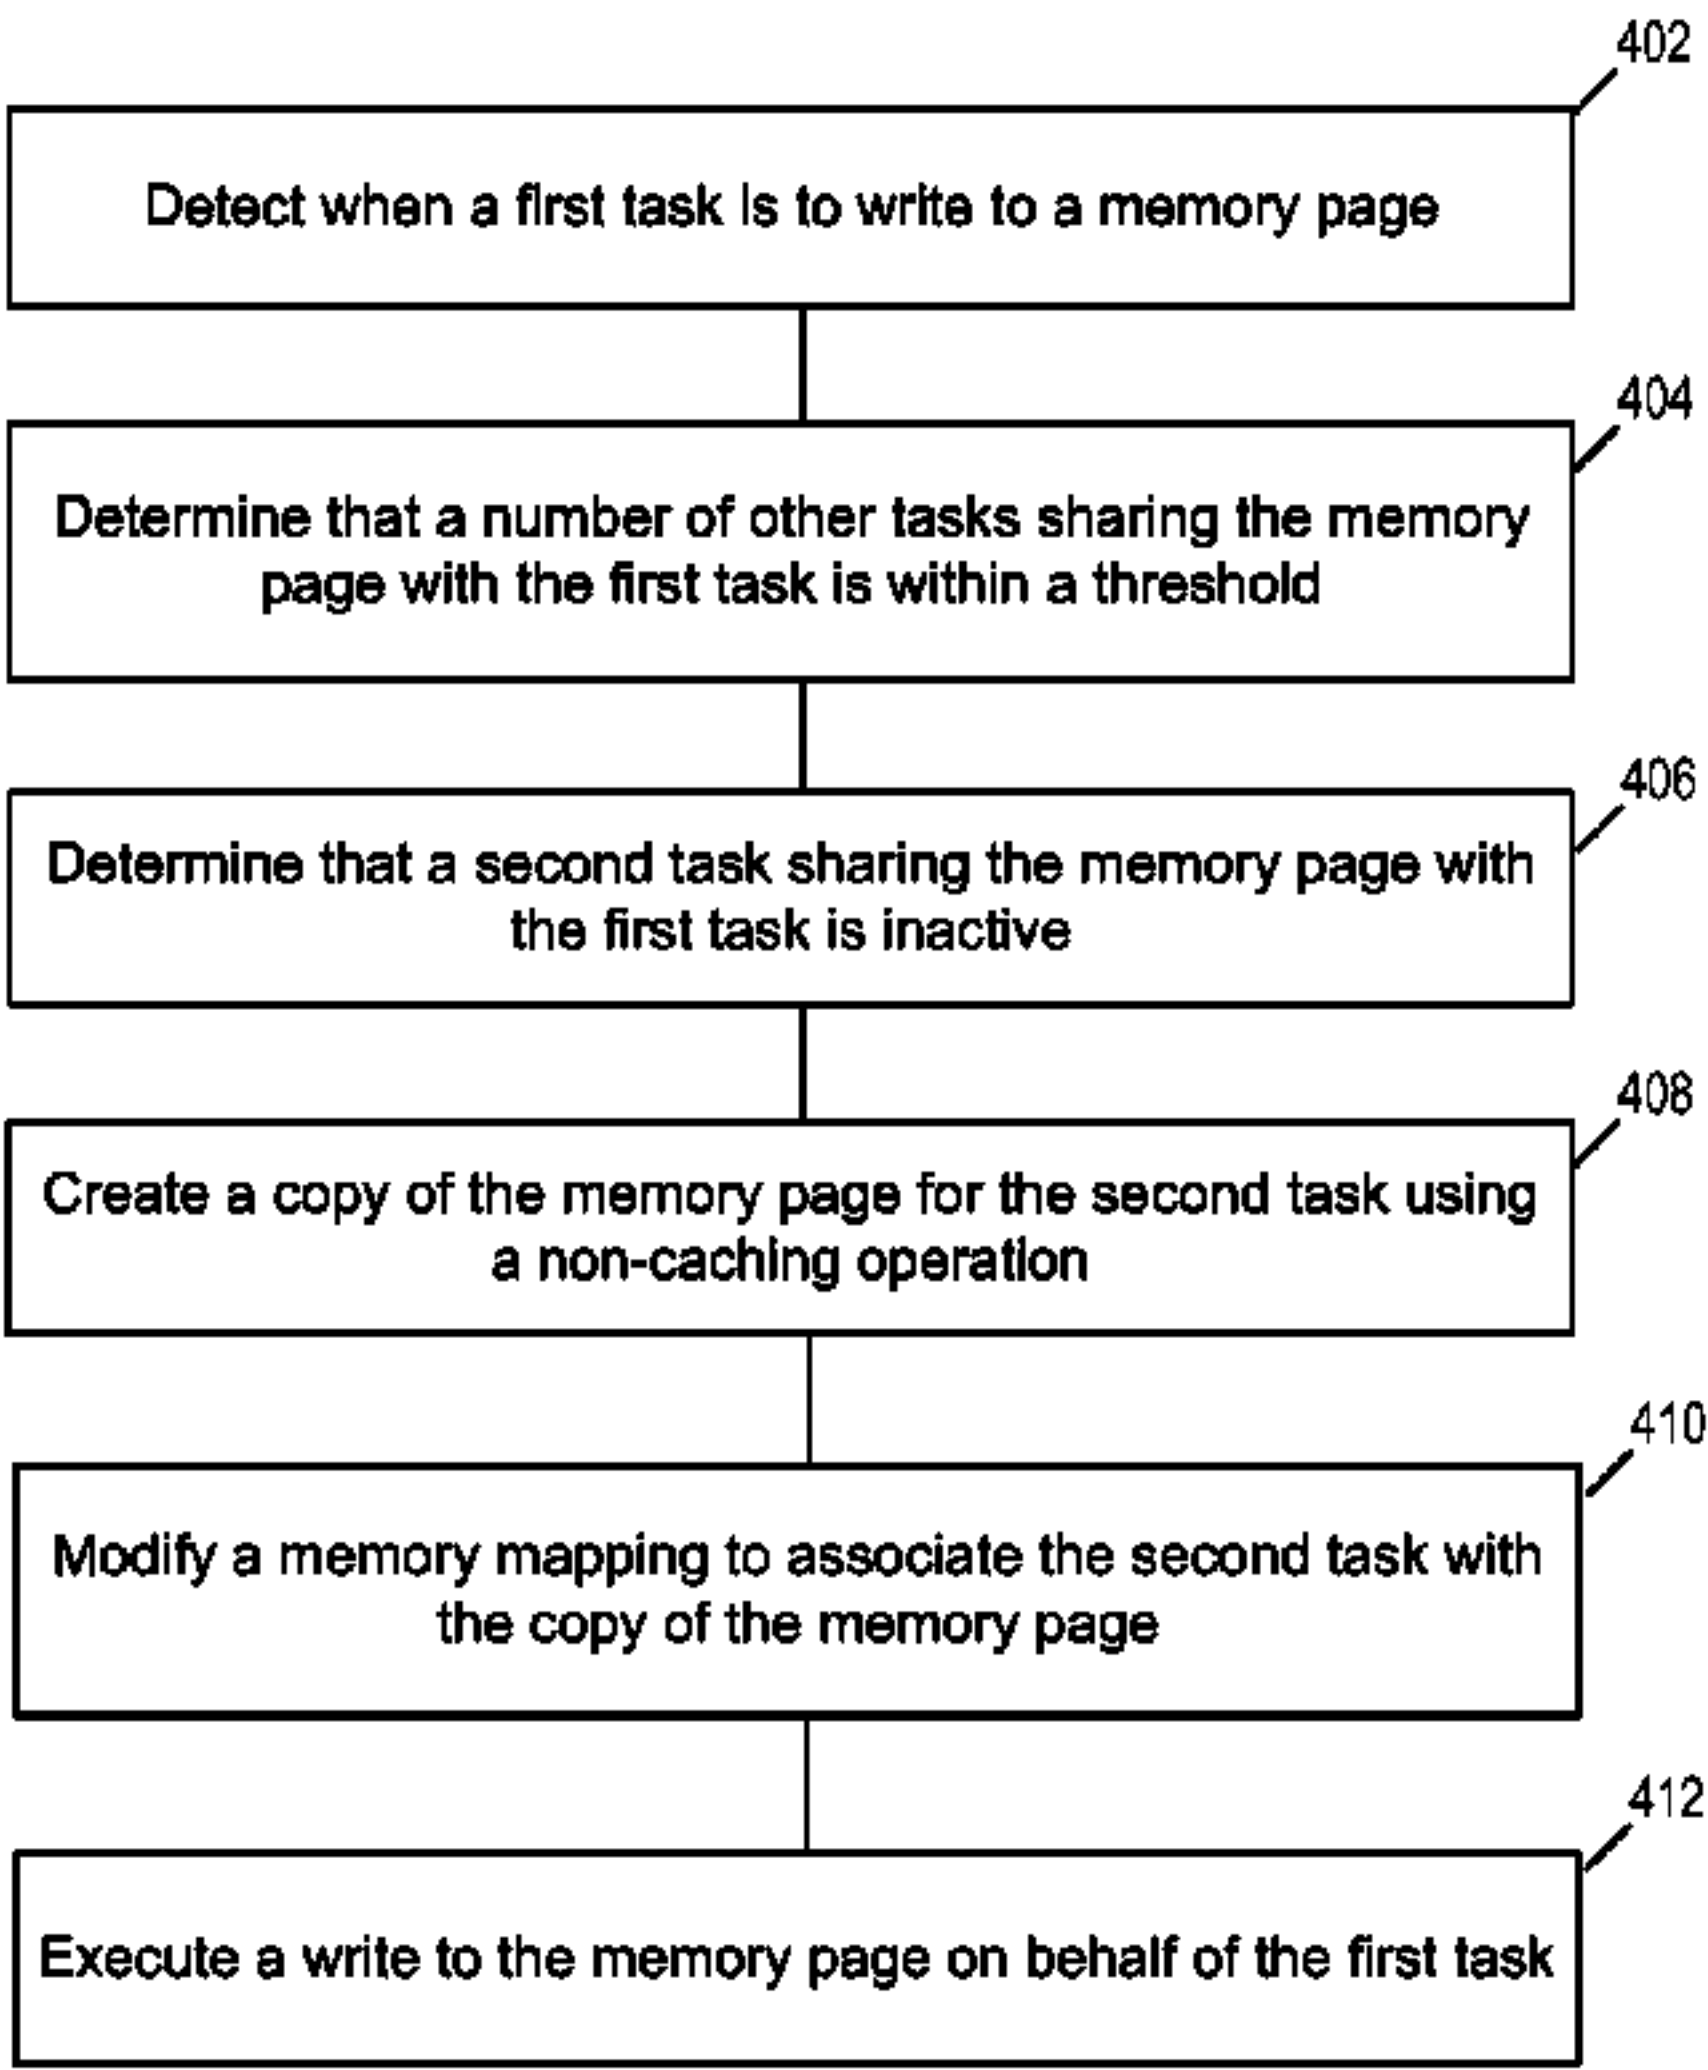 402
Detect when a first task is to write to a memory page
404
Determine that a number of other tasks sharing the memory
page with the first task is within a threshold
406
Determine that a second task sharing the memory page with
the first task is inactive
408
Create a copy of the memory page for the second task using
a non-caching operation
410
Modify a memory mapping to associate the second task with
the copy of the memory page
412
Execute a write to the memory page on behalf of the first task